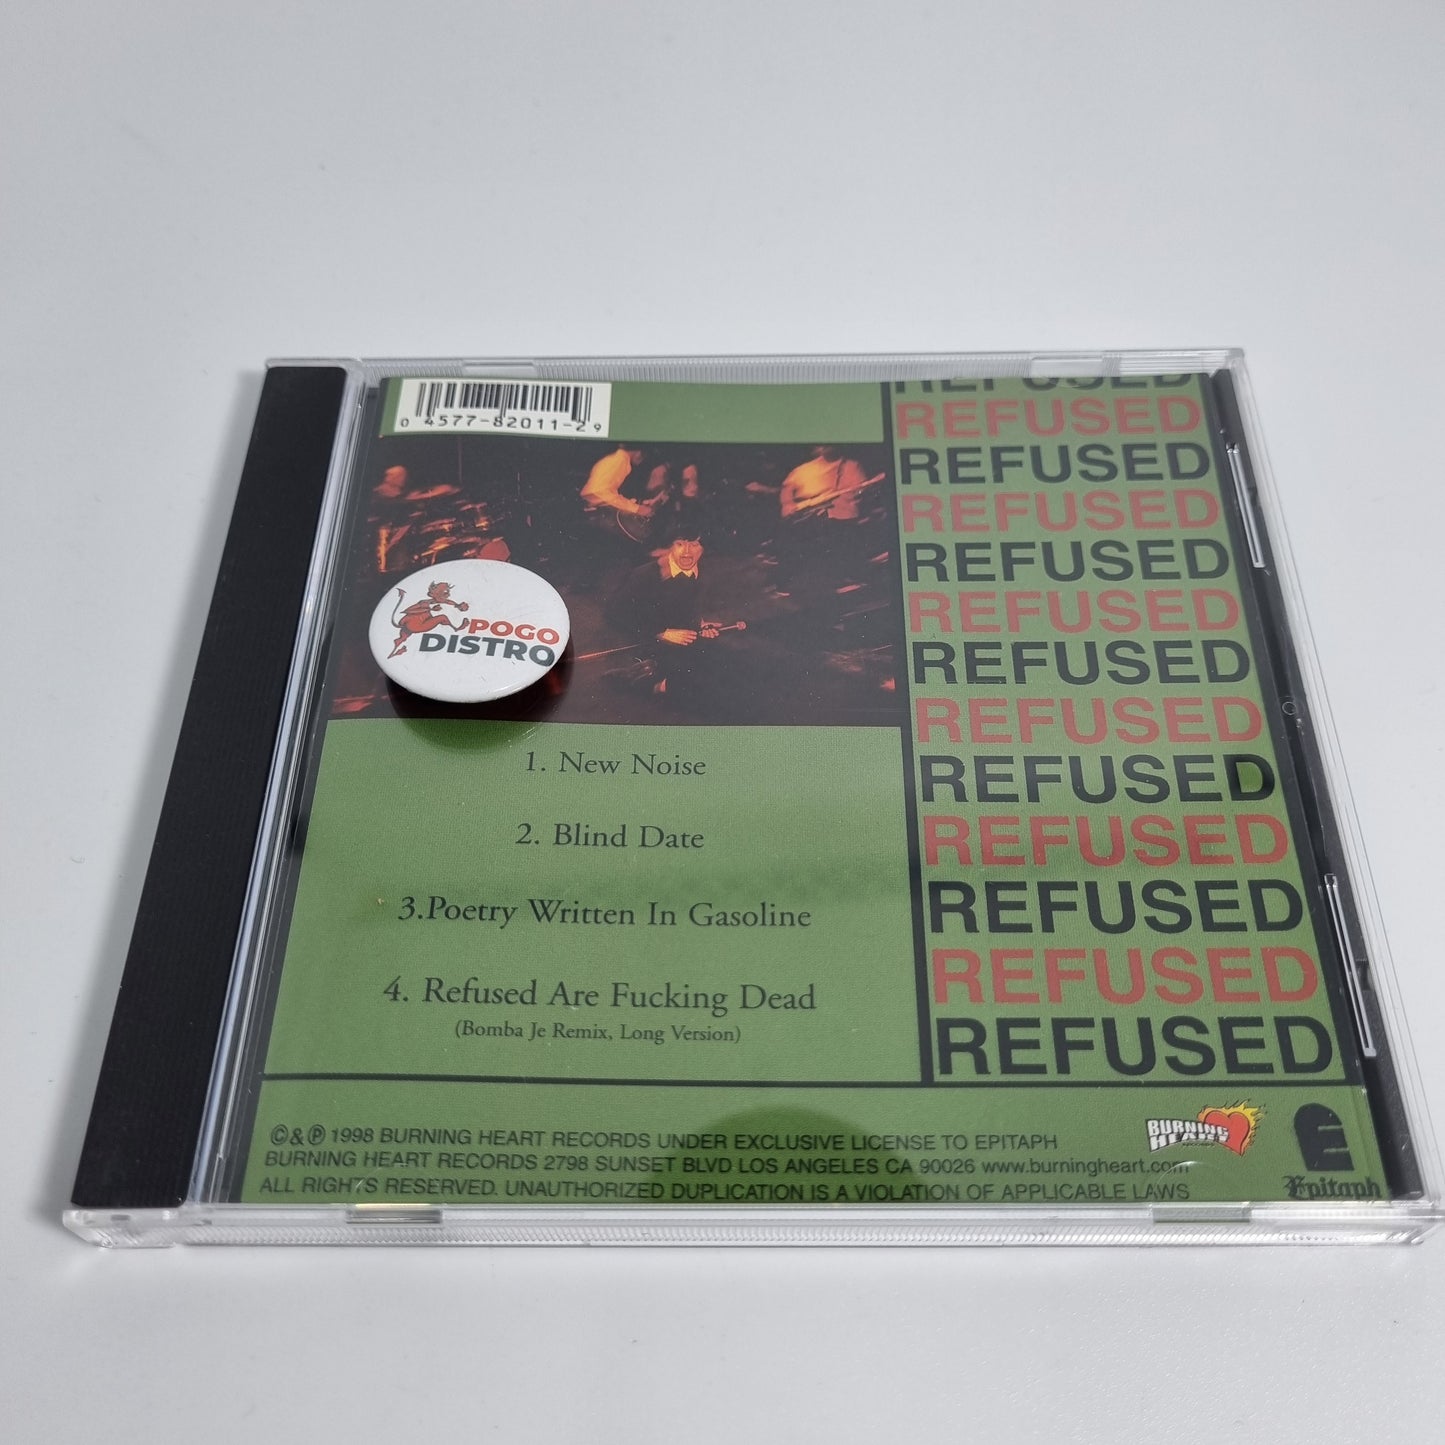 0 4577-82011-2 9
REFUSED
REFUSED
REFUSED
REFUSED
REFUSED
REFUSED
REFUSED
REFUSED
REFUSED
REFUSED
REFUSED
REFUSED
REFUSED
POGO
DISTRO
1. New Noise
2. Blind Date
3.Poetry Written In Gasoline
4. Refused Are Fucking Dead
(Bomba Je Remix, Long Version)
©&℗ 1998 BURNING HEART RECORDS UNDER EXCLUSIVE LICENSE TO EPITAPH
BURNING HEART RECORDS 2798 SUNSET BLVD LOS ANGELES CA 90026 www.burningheart.com
ALL RIGHTS RESERVED. UNAUTHORIZED DUPLICATION IS A VIOLATION OF APPLICABLE LAWS
BURNING
HEART
E
Epitaph